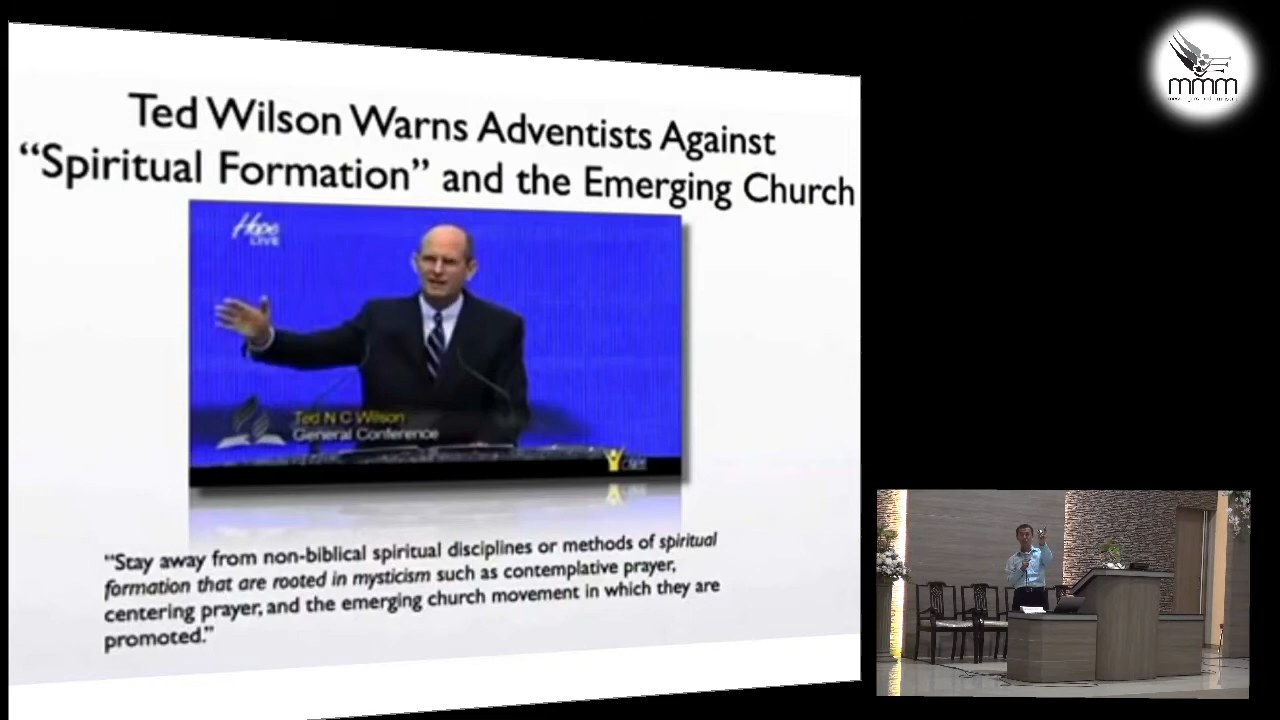 Ted Wilson Warns Adventists Against
“Spiritual Formation” and the Emerging Church
Hope
LIVE
Ted N C Wilson
General Conference
“Stay away from non-biblical spiritual disciplines or methods of spiritual
formation that are rooted in mysticism such as contemplative prayer,
centering prayer, and the emerging church movement in which they are
promoted.”
mmm